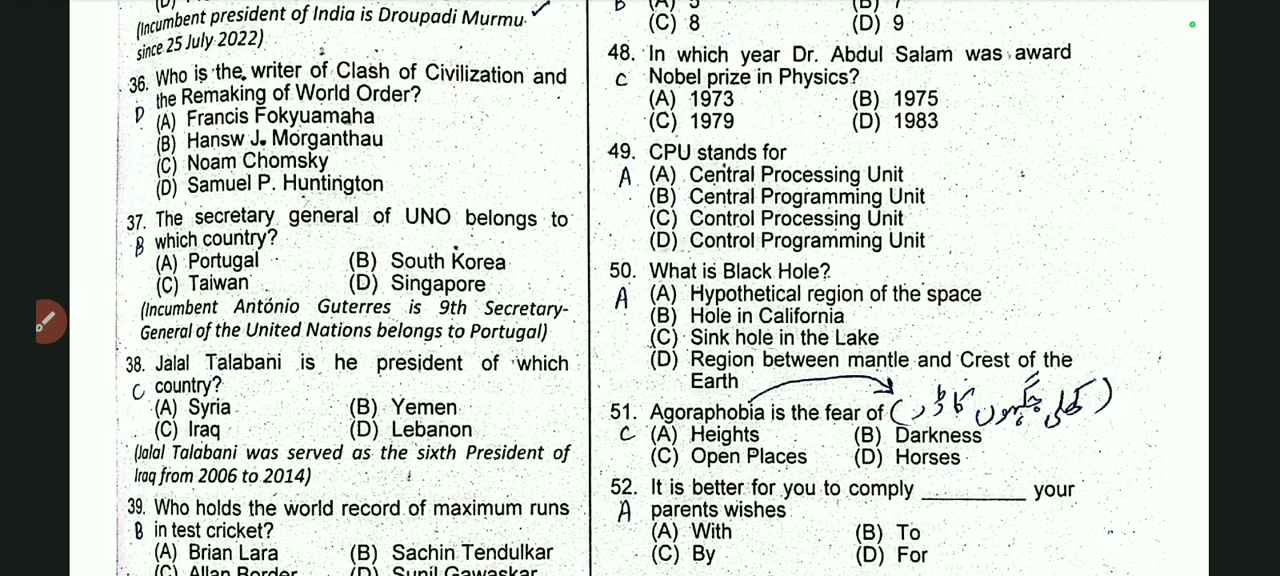 (Incumbent president of India is Droupadi Murmu
since 25 July 2022)
36. Who is the writer of Clash of Civilization and
the Remaking of World Order?
D
(A) Francis Fokyuamaha
(B) Hansw J. Morganthau
(C) Noam Chomsky
(D) Samuel P. Huntington
37. The secretary general of UNO belongs to
B which country?
(A) Portugal (B) South Korea
(C) Taiwan (D) Singapore
(Incumbent António Guterres is 9th Secretary-
General of the United Nations belongs to Portugal)
38. Jalal Talabani is he president of which
C country?
(A) Syria (B) Yemen
(C) Iraq (D) Lebanon
(Jalal Talabani was served as the sixth President of
Iraq from 2006 to 2014)
39. Who holds the world record of maximum runs
B in test cricket?
(A) Brian Lara (B) Sachin Tendulkar
(C) Allan Border (D) Sunil Gawaskar
B (A) 5 (B) 7
(C) 8 (D) 9
48. In which year Dr. Abdul Salam was award
C Nobel prize in Physics?
(A) 1973 (B) 1975
(C) 1979 (D) 1983
49. CPU stands for
A (A) Central Processing Unit
(B) Central Programming Unit
(C) Control Processing Unit
(D) Control Programming Unit
50. What is Black Hole?
A (A) Hypothetical region of the space
(B) Hole in California
(C) Sink hole in the Lake
(D) Region between mantle and Crest of the
Earth
51. Agoraphobia is the fear of (کھلی جگہوں کا ڈر)
C (A) Heights (B) Darkness
(C) Open Places (D) Horses
52. It is better for you to comply ________ your
A parents wishes
(A) With (B) To
(C) By (D) For